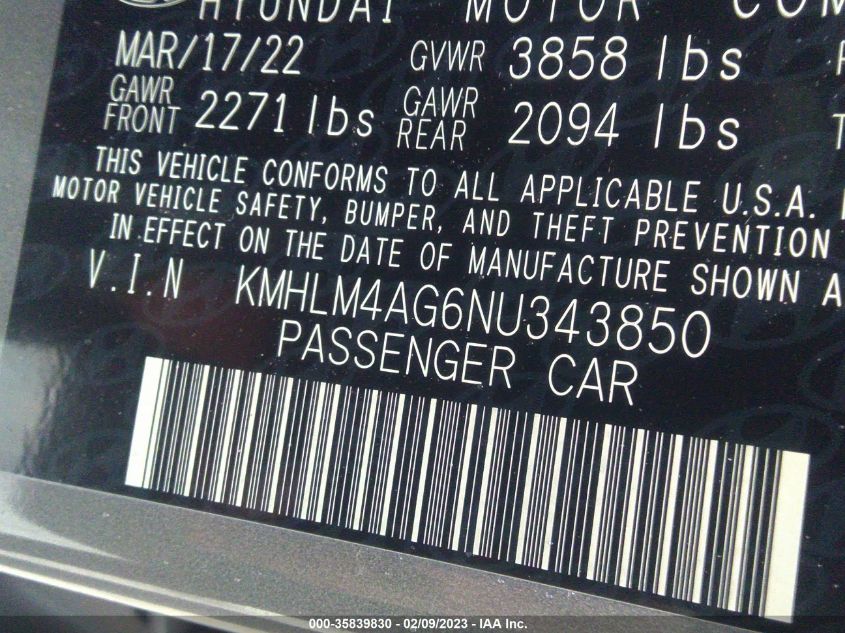 HYUNDAI MOTOR COM
MAR/17/22 GVWR 3858 lbs
GAWR FRONT 2271 lbs GAWR REAR 2094 lbs
THIS VEHICLE CONFORMS TO ALL APPLICABLE U.S.A.
MOTOR VEHICLE SAFETY, BUMPER, AND THEFT PREVENTION
IN EFFECT ON THE DATE OF MANUFACTURE SHOWN A
V.I.N KMHLM4AG6NU343850
PASSENGER CAR
000-35839830 - 02/09/2023 - IAA Inc.